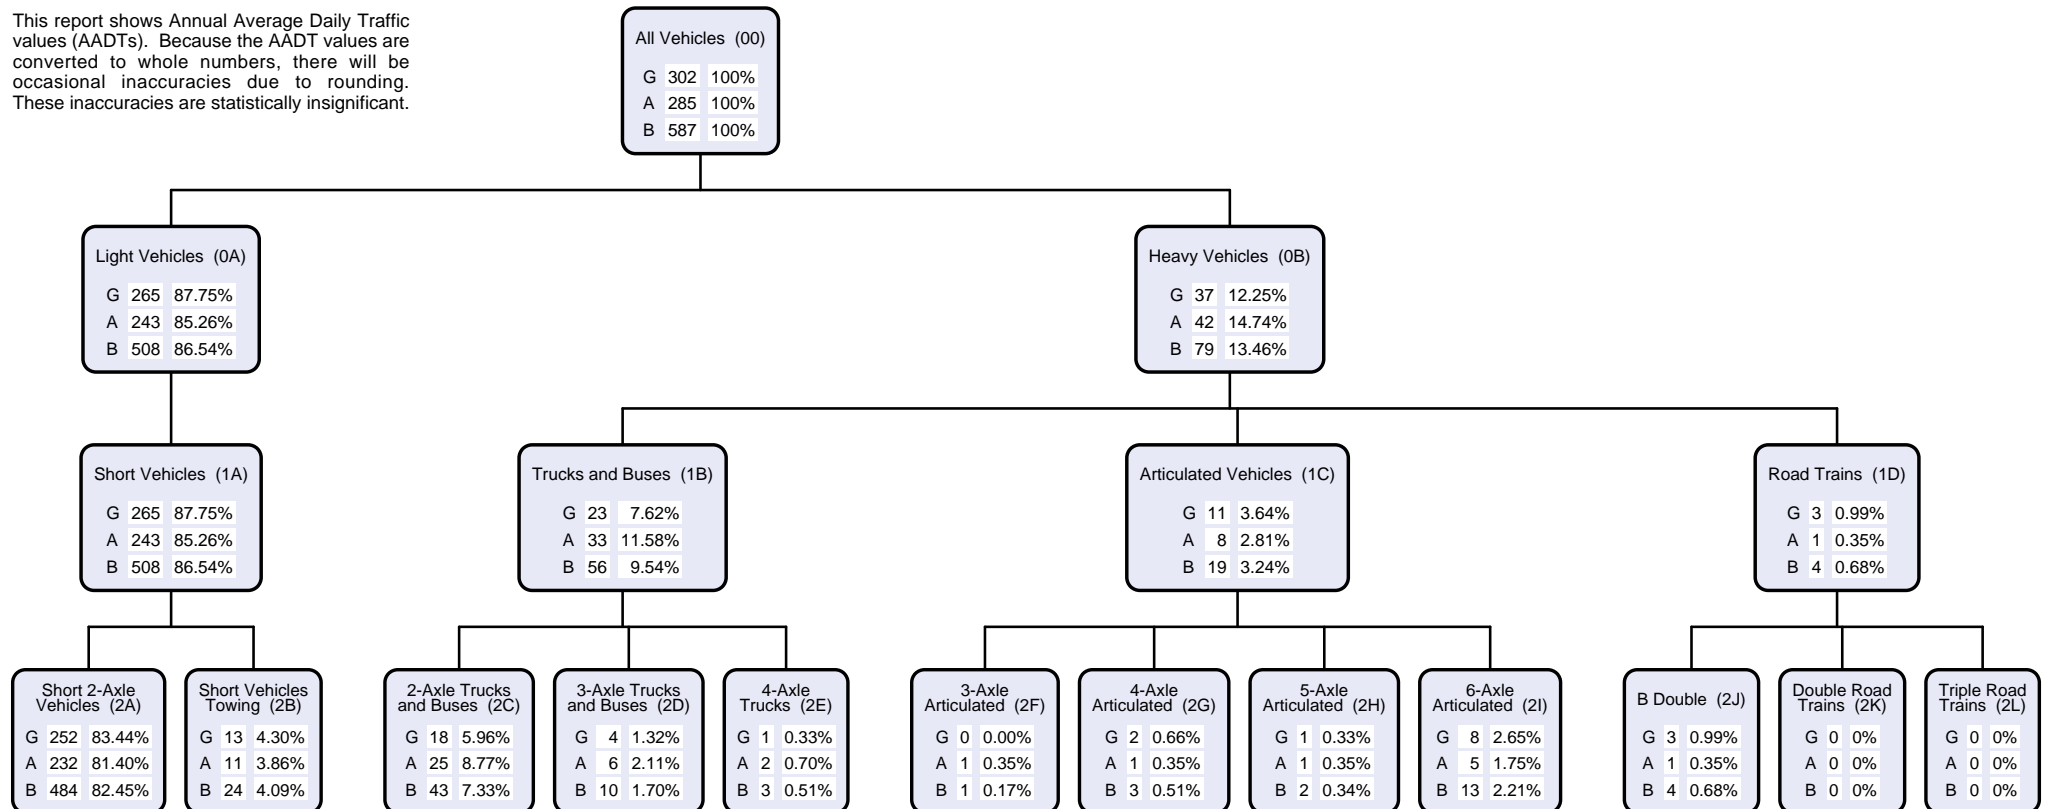 This report shows Annual Average Daily Traffic
values (AADTs). Because the AADT values are
converted to whole numbers, there will be
occasional inaccuracies due to rounding.
These inaccuracies are statistically insignificant.
All Vehicles (00)
G 302 100%
A 285 100%
B 587 100%
Light Vehicles (0A)
G 265 87.75%
A 243 85.26%
B 508 86.54%
Heavy Vehicles (0B)
G 37 12.25%
A 42 14.74%
B 79 13.46%
Short Vehicles (1A)
G 265 87.75%
A 243 85.26%
B 508 86.54%
Trucks and Buses (1B)
G 23 7.62%
A 33 11.58%
B 56 9.54%
Articulated Vehicles (1C)
G 11 3.64%
A 8 2.81%
B 19 3.24%
Road Trains (1D)
G 3 0.99%
A 1 0.35%
B 4 0.68%
Short 2-Axle
Vehicles (2A)
G 252 83.44%
A 232 81.40%
B 484 82.45%
Short Vehicles
Towing (2B)
G 13 4.30%
A 11 3.86%
B 24 4.09%
2-Axle Trucks
and Buses (2C)
G 18 5.96%
A 25 8.77%
B 43 7.33%
3-Axle Trucks
and Buses (2D)
G 4 1.32%
A 6 2.11%
B 10 1.70%
4-Axle
Trucks (2E)
G 1 0.33%
A 2 0.70%
B 3 0.51%
3-Axle
Articulated (2F)
G 0 0.00%
A 1 0.35%
B 1 0.17%
4-Axle
Articulated (2G)
G 2 0.66%
A 1 0.35%
B 3 0.51%
5-Axle
Articulated (2H)
G 1 0.33%
A 1 0.35%
B 2 0.34%
6-Axle
Articulated (2I)
G 8 2.65%
A 5 1.75%
B 13 2.21%
B Double (2J)
G 3 0.99%
A 1 0.35%
B 4 0.68%
Double Road
Trains (2K)
G 0 0%
A 0 0%
B 0 0%
Triple Road
Trains (2L)
G 0 0%
A 0 0%
B 0 0%